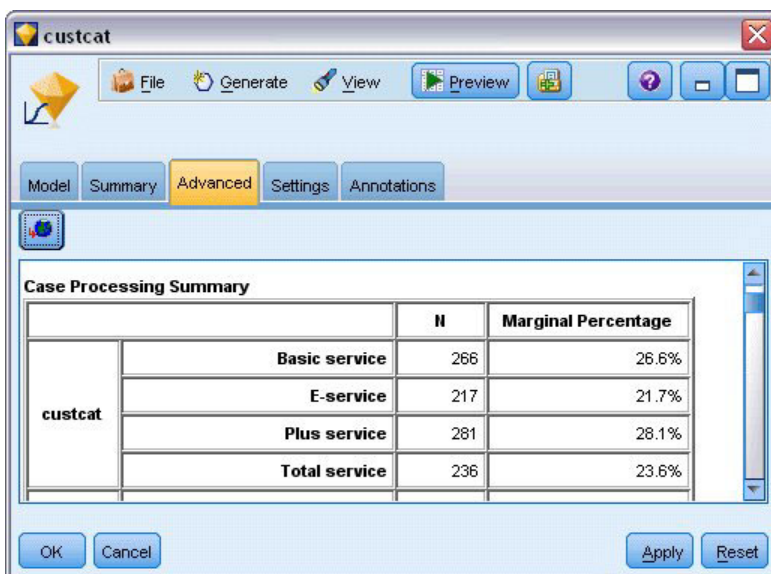 custcat
File Generate View Preview
Model Summary Advanced Settings Annotations
Case Processing Summary
N Marginal Percentage
custcat
Basic service 266 26.6%
E-service 217 21.7%
Plus service 281 28.1%
Total service 236 23.6%
OK Cancel Apply Reset